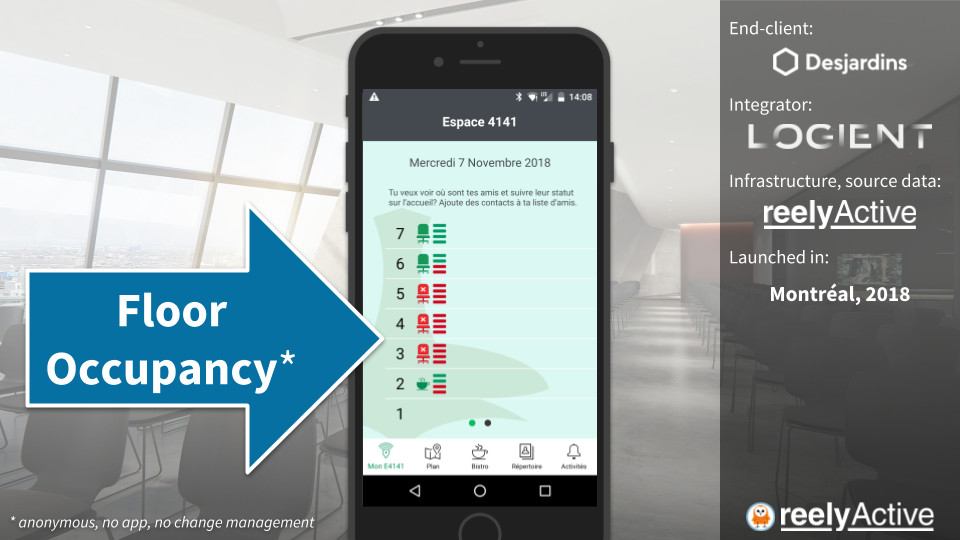 Floor
Occupancy*
* anonymous, no app, no change management
LTE 14:08
Espace 4141
Mercredi 7 Novembre 2018
Tu veux voir où sont tes amis et suivre leur statut
sur l'accueil? Ajoute des contacts à ta liste d'amis.
7
6
5
4
3
2
1
Mon E4141 Plan Bistro Répertoire Activités
End-client:
Desjardins
Integrator:
LOGIENT
Infrastructure, source data:
reelyActive
Launched in:
Montréal, 2018
reelyActive